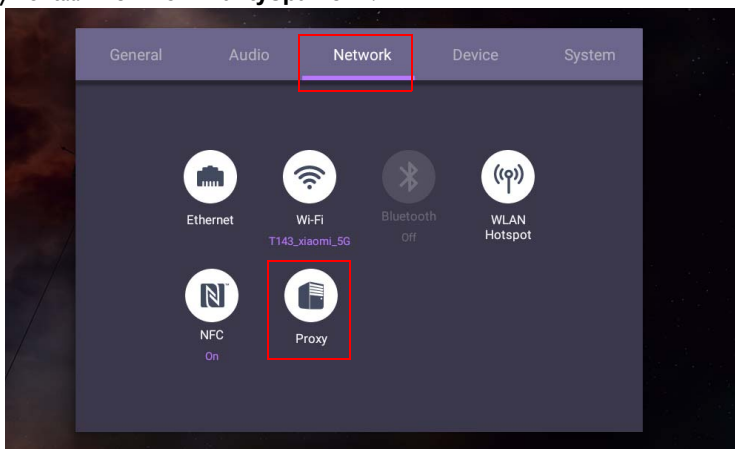 General Audio Network Device System
Ethernet Wi-Fi Bluetooth WLAN
T143_xiaomi_5G Off Hotspot
NFC Proxy
On